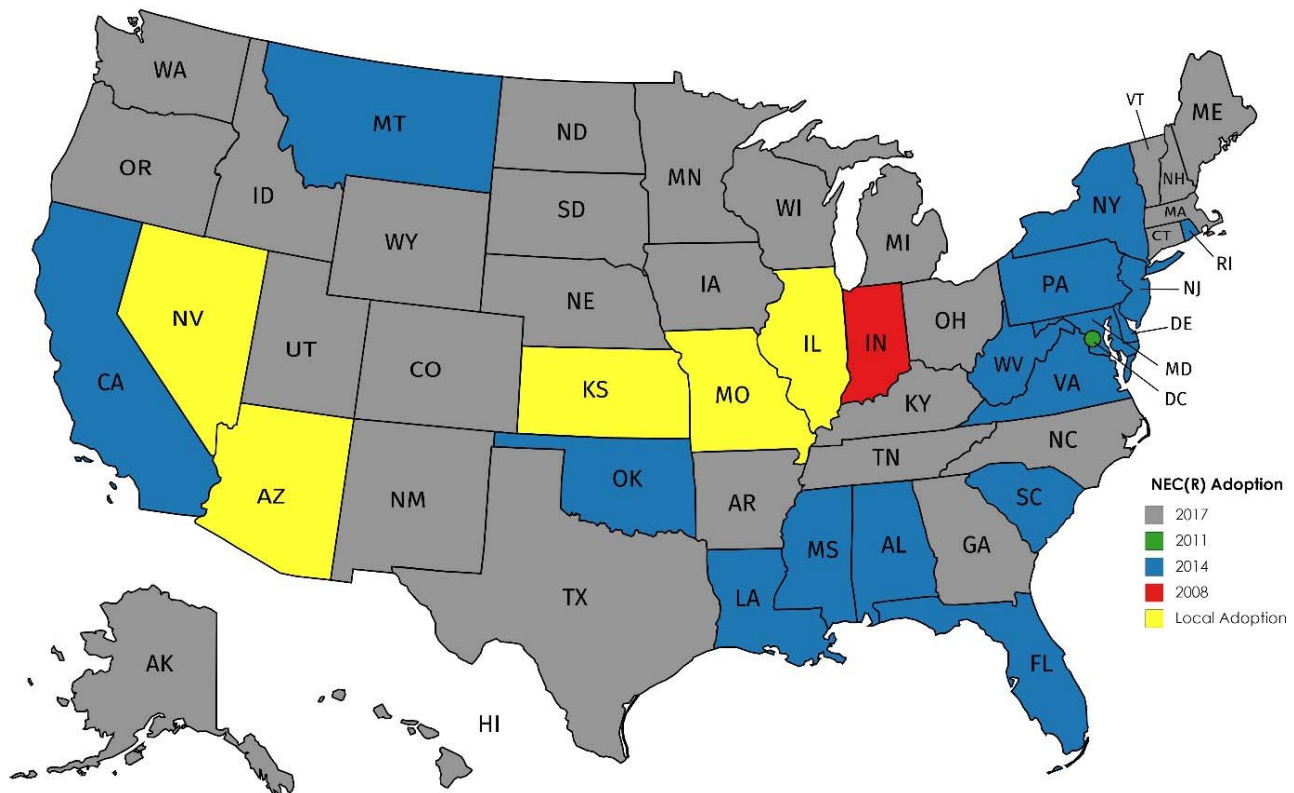 WA
MT
ND
MN
VT
ME
OR
ID
SD
WI
MI
NH
NY
MA
CT
RI
WY
IA
NE
PA
NJ
NV
UT
CO
IL
IN
OH
DE
WV
MD
VA
DC
CA
KS
MO
KY
NC
TN
AZ
NM
OK
AR
SC
MS
AL
GA
TX
LA
FL
AK
HI
NEC(R) Adoption
2017
2011
2014
2008
Local Adoption